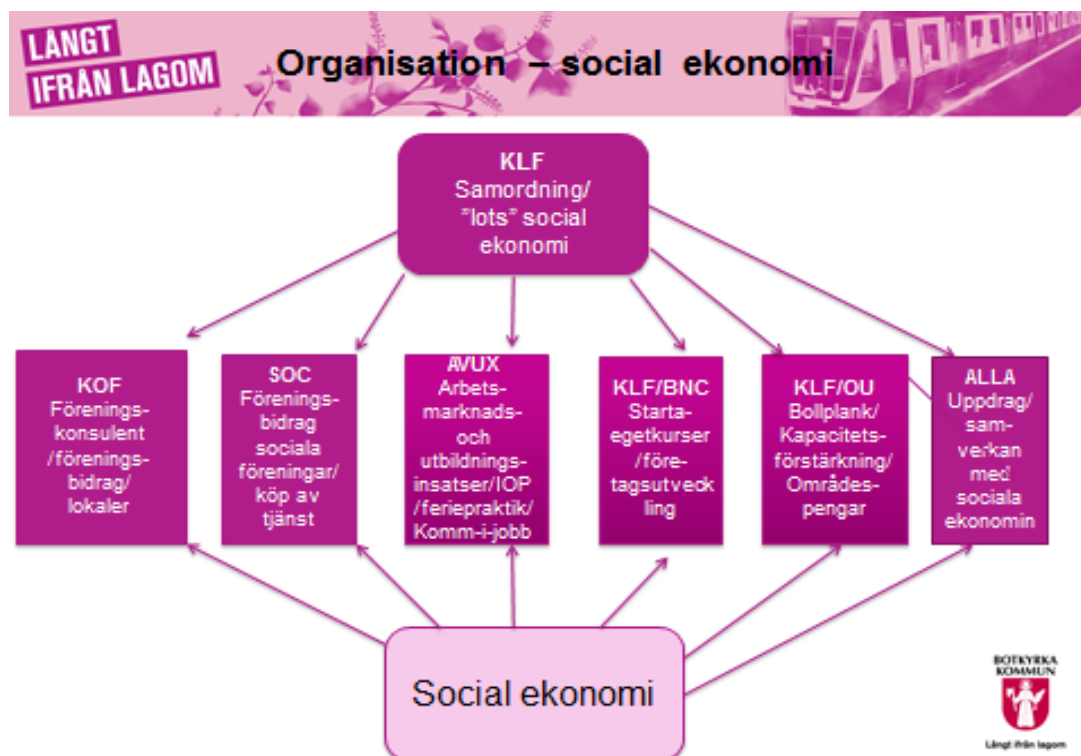 LÅNGT
IFRÅN LAGOM
Organisation – social ekonomi
KLF
Samordning/
”lots” social
ekonomi
KOF
Förenings-
konsulent
/förenings-
bidrag/
lokaler
SOC
Förenings-
bidrag
sociala
föreningar/
köp av
tjänst
AVUX
Arbets-
marknads-
och
utbildnings-
insatser/IOP
/feriepraktik/
Komm-i-jobb
KLF/BNC
Starta-
egetkurser
/före-
tagsutveck
ling
KLF/OU
Bollplank/
Kapacitets-
förstärkning/
Områdes-
pengar
ALLA
Uppdrag/
sam-
verkan
med
sociala
ekonomin
Social ekonomi
BOTKYRKA
KOMMUN
Långt ifrån lagom